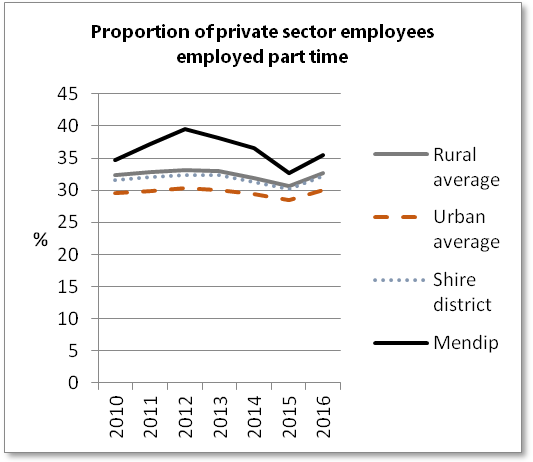 Proportion of private sector employees
employed part time
45
40
35
30
25
20
15
10
5
0
%
2010
2011
2012
2013
2014
2015
2016
Rural
average
Urban
average
Shire
district
Mendip